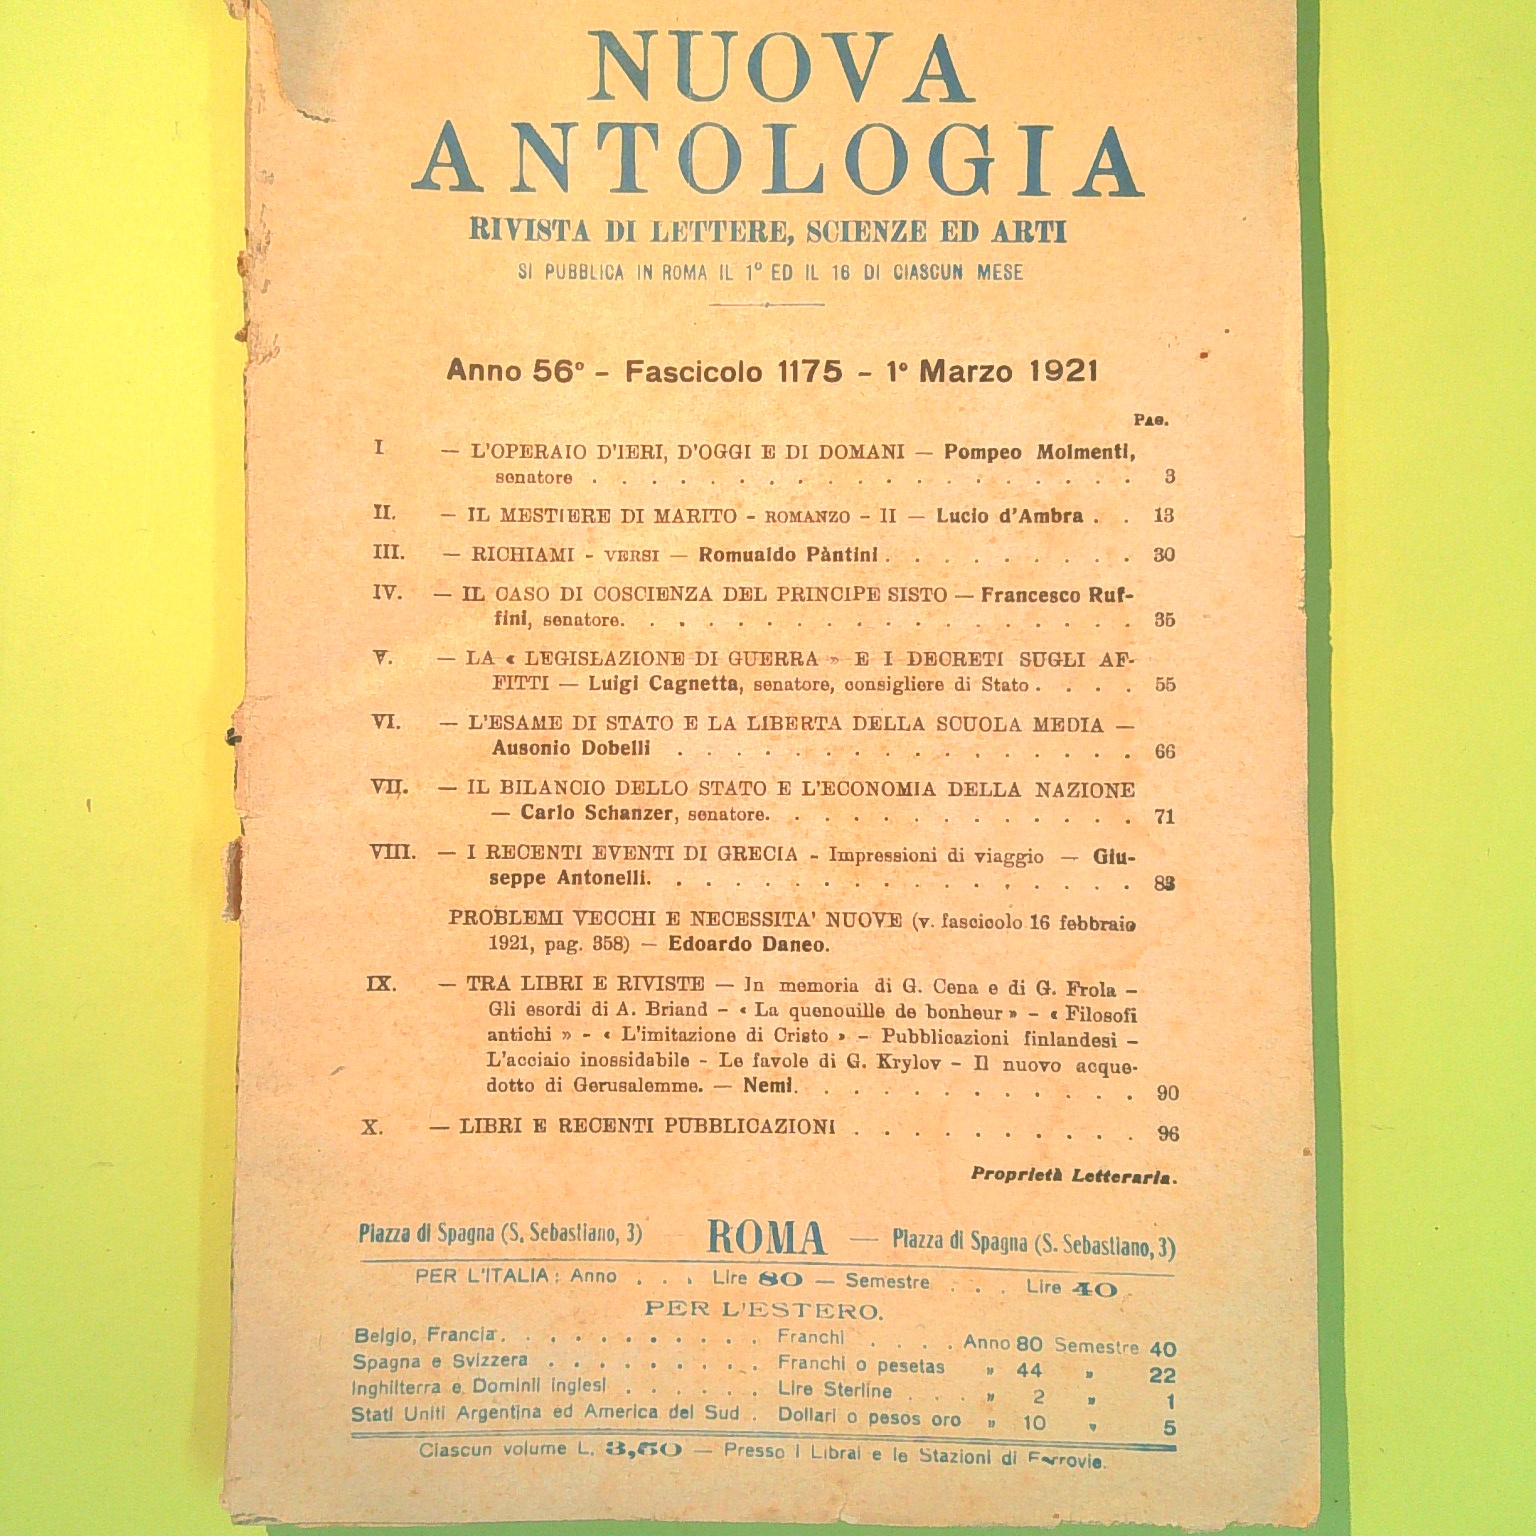 NUOVA
ANTOLOGIA
RIVISTA DI LETTERE, SCIENZE ED ARTI
SI PUBBLICA IN ROMA IL 1º ED IL 16 DI CIASCUN MESE
Anno 56º - Fascicolo 1175 - 1º Marzo 1921
PAG.
I — L'OPERAIO D'IERI, D'OGGI E DI DOMANI — Pompeo Molmenti,
senatore . . . . . . . . . . . . . . . . . . . 3
II. — IL MESTIERE DI MARITO - ROMANZO - II — Lucio d'Ambra . . 13
III. — RICHIAMI - VERSI — Romualdo Pàntini . . . . . . . . . 30
IV. — IL CASO DI COSCIENZA DEL PRINCIPE SISTO — Francesco Ruf-
fini, senatore. . . . . . . . . . . . . . . . . . 35
V. — LA « LEGISLAZIONE DI GUERRA » E I DECRETI SUGLI AF-
FITTI — Luigi Cagnetta, senatore, consigliere di Stato . . . . 55
VI. — L'ESAME DI STATO E LA LIBERTA DELLA SCUOLA MEDIA —
Ausonio Dobelli . . . . . . . . . . . . . . . . 66
VII. — IL BILANCIO DELLO STATO E L'ECONOMIA DELLA NAZIONE
— Carlo Schanzer, senatore. . . . . . . . . . . . . 71
VIII. — I RECENTI EVENTI DI GRECIA - Impressioni di viaggio — Giu-
seppe Antonelli. . . . . . . . . . . . . . . . . 83
PROBLEMI VECCHI E NECESSITA' NUOVE (v. fascicolo 16 febbraio
1921, pag. 358) — Edoardo Daneo.
IX. — TRA LIBRI E RIVISTE — In memoria di G. Cena e di G. Frola -
Gli esordi di A. Briand - « La quenouille de bonheur » - « Filosofi
antichi » - « L'imitazione di Cristo » - Pubblicazioni finlandesi -
L'acciaio inossidabile - Le favole di G. Krylov - Il nuovo acque-
dotto di Gerusalemme. — Nemi. . . . . . . . . . . . 90
X. — LIBRI E RECENTI PUBBLICAZIONI . . . . . . . . . . 96
Proprietà Letteraria.
Piazza di Spagna (S. Sebastiano, 3) ROMA — Piazza di Spagna (S. Sebastiano, 3)
PER L'ITALIA: Anno . . . Lire 80 — Semestre . . . Lire 40
PER L'ESTERO.
Belgio, Francia. . . . . . . . . . Franchi . . . . Anno 80 Semestre 40
Spagna e Svizzera . . . . . . . . . Franchi o pesetas » 44 » 22
Inghilterra e Dominii inglesi . . . . . . Lire Sterline . . . » 2 » 1
Stati Uniti Argentina ed America del Sud . Dollari o pesos oro » 10 » 5
Ciascun volume L. 3,50 — Presso i Librai e le Stazioni di Ferrovie.